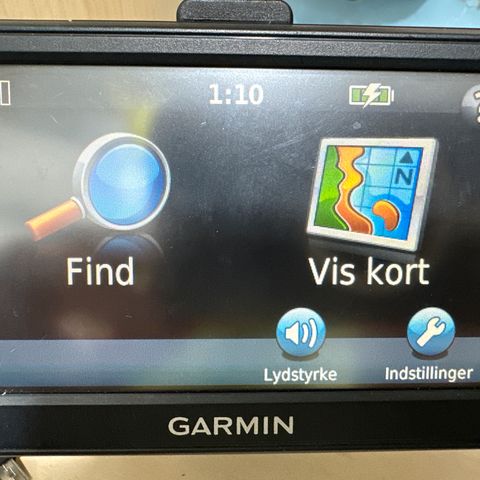 1:10
N
Find
Vis kort
Lydstyrke
Indstillinger
GARMIN